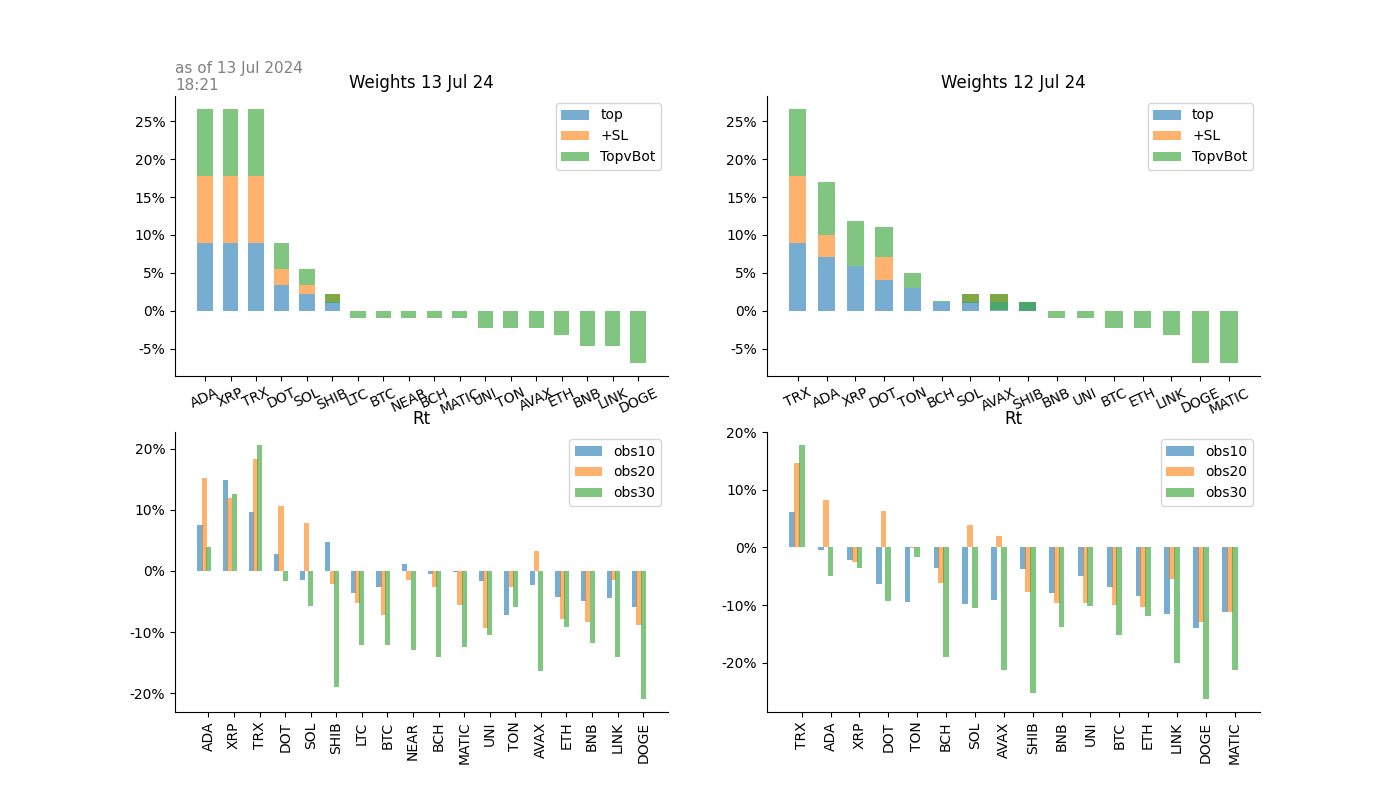 as of 13 Jul 2024
18:21
Weights 13 Jul 24
25%
20%
15%
10%
5%
0%
-5%
top
+SL
TopvBot
ADA XRP TRX DOT SOL SHIB LTC BTC NEAR BCH MATIC UNI TON AVAX ETH BNB LINK DOGE
Weights 12 Jul 24
25%
20%
15%
10%
5%
0%
-5%
top
+SL
TopvBot
TRX ADA XRP DOT TON BCH SOL AVAX SHIB BNB UNI BTC ETH LINK DOGE MATIC
Rt
20%
10%
0%
-10%
-20%
obs10
obs20
obs30
ADA XRP TRX DOT SOL SHIB LTC BTC NEAR BCH MATIC UNI TON AVAX ETH BNB LINK DOGE
Rt
20%
10%
0%
-10%
-20%
obs10
obs20
obs30
TRX ADA XRP DOT TON BCH SOL AVAX SHIB BNB UNI BTC ETH LINK DOGE MATIC